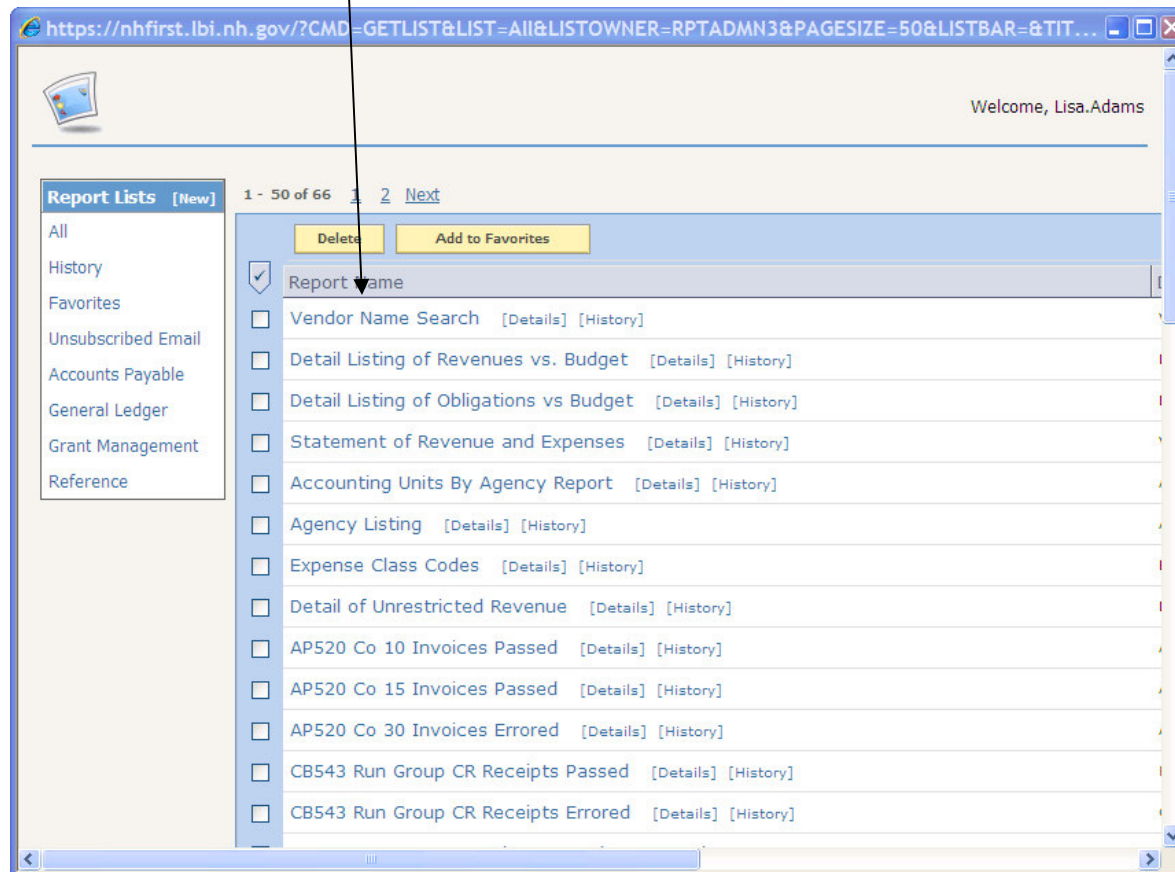 https://nhfirst.lbi.nh.gov/?CMD=GETLIST&LIST=All&LISTOWNER=RPTADMN3&PAGESIZE=50&LISTBAR=&TIT...
Welcome, Lisa.Adams
Report Lists [New]
All
History
Favorites
Unsubscribed Email
Accounts Payable
General Ledger
Grant Management
Reference
1 - 50 of 66 1 2 Next
Delete Add to Favorites
Report Name
Vendor Name Search [Details] [History]
Detail Listing of Revenues vs. Budget [Details] [History]
Detail Listing of Obligations vs Budget [Details] [History]
Statement of Revenue and Expenses [Details] [History]
Accounting Units By Agency Report [Details] [History]
Agency Listing [Details] [History]
Expense Class Codes [Details] [History]
Detail of Unrestricted Revenue [Details] [History]
AP520 Co 10 Invoices Passed [Details] [History]
AP520 Co 15 Invoices Passed [Details] [History]
AP520 Co 30 Invoices Errored [Details] [History]
CB543 Run Group CR Receipts Passed [Details] [History]
CB543 Run Group CR Receipts Errored [Details] [History]